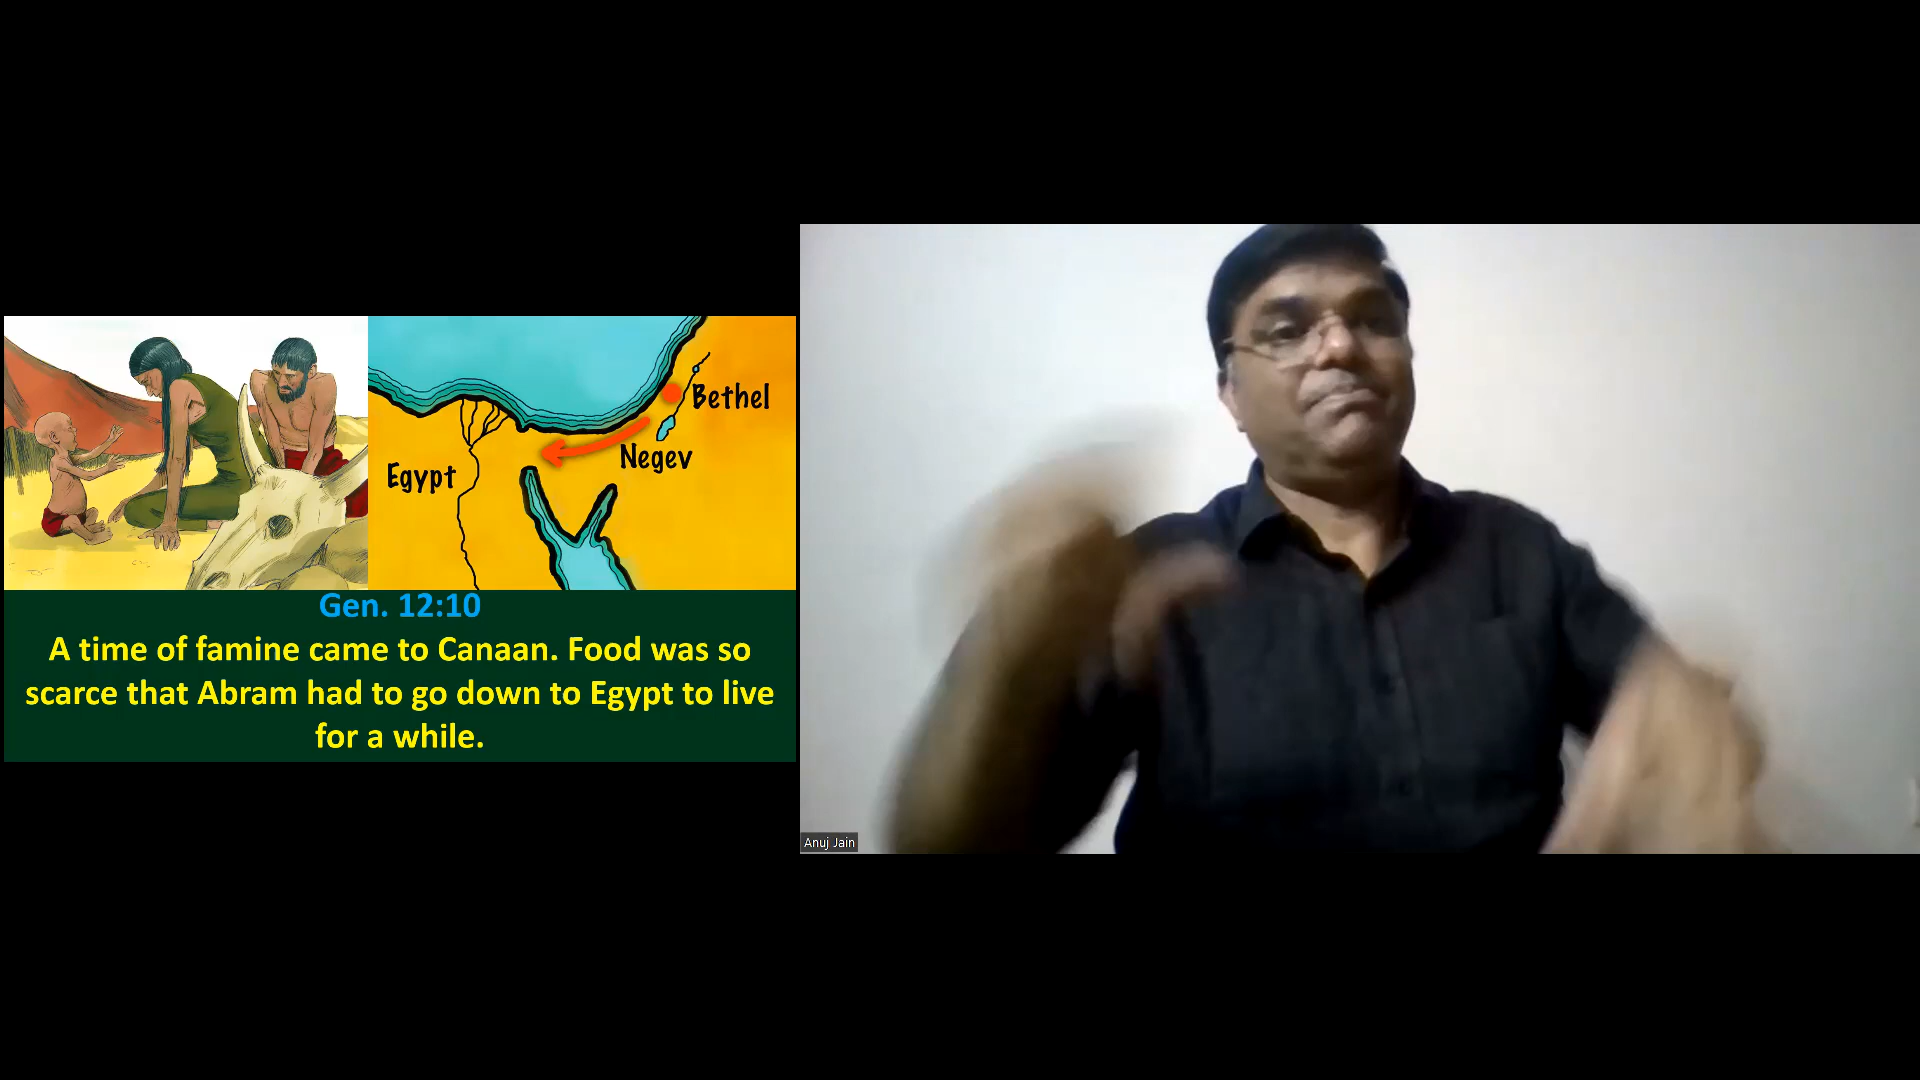 Bethel
Negev
Egypt
Gen. 12:10
A time of famine came to Canaan. Food was so
scarce that Abram had to go down to Egypt to live
for a while.
Anuj Jain